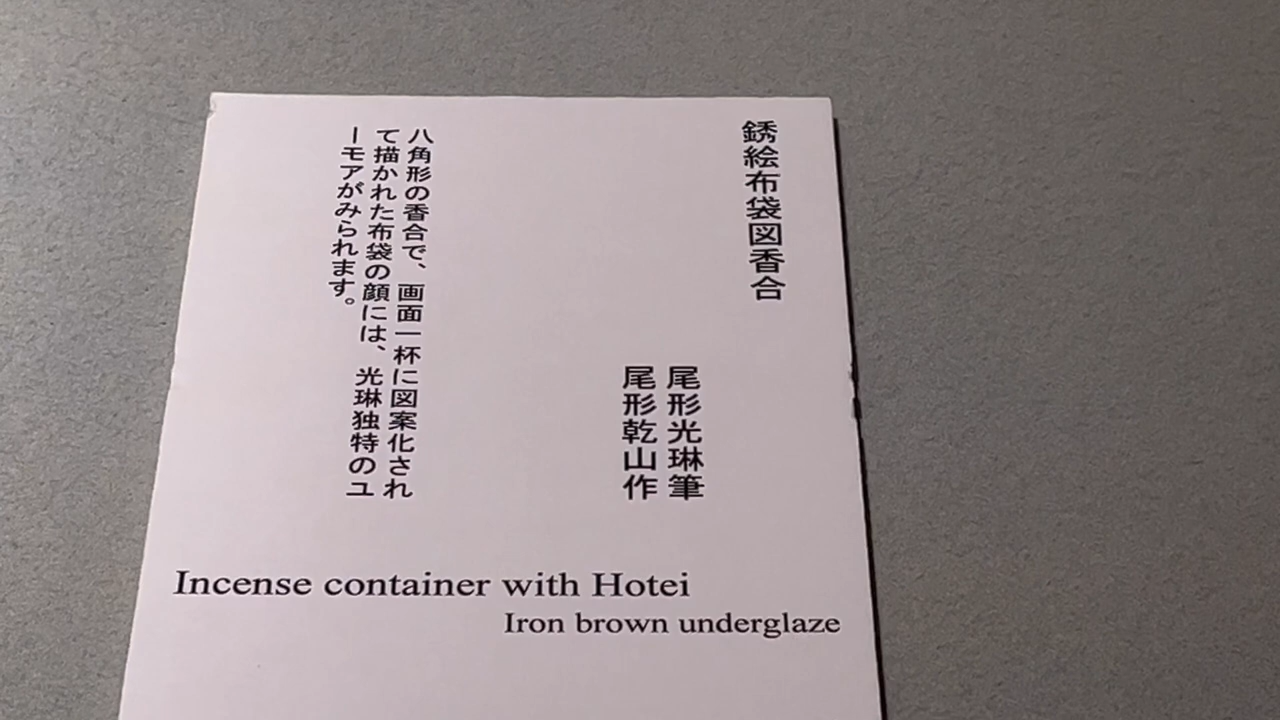 銹絵布袋図香合
尾形光琳筆
尾形乾山作
八角形の香合で、画面一杯に図案化され
て描かれた布袋の顔には、光琳独特のユ
ーモアがみられます。
Incense container with Hotei
Iron brown underglaze